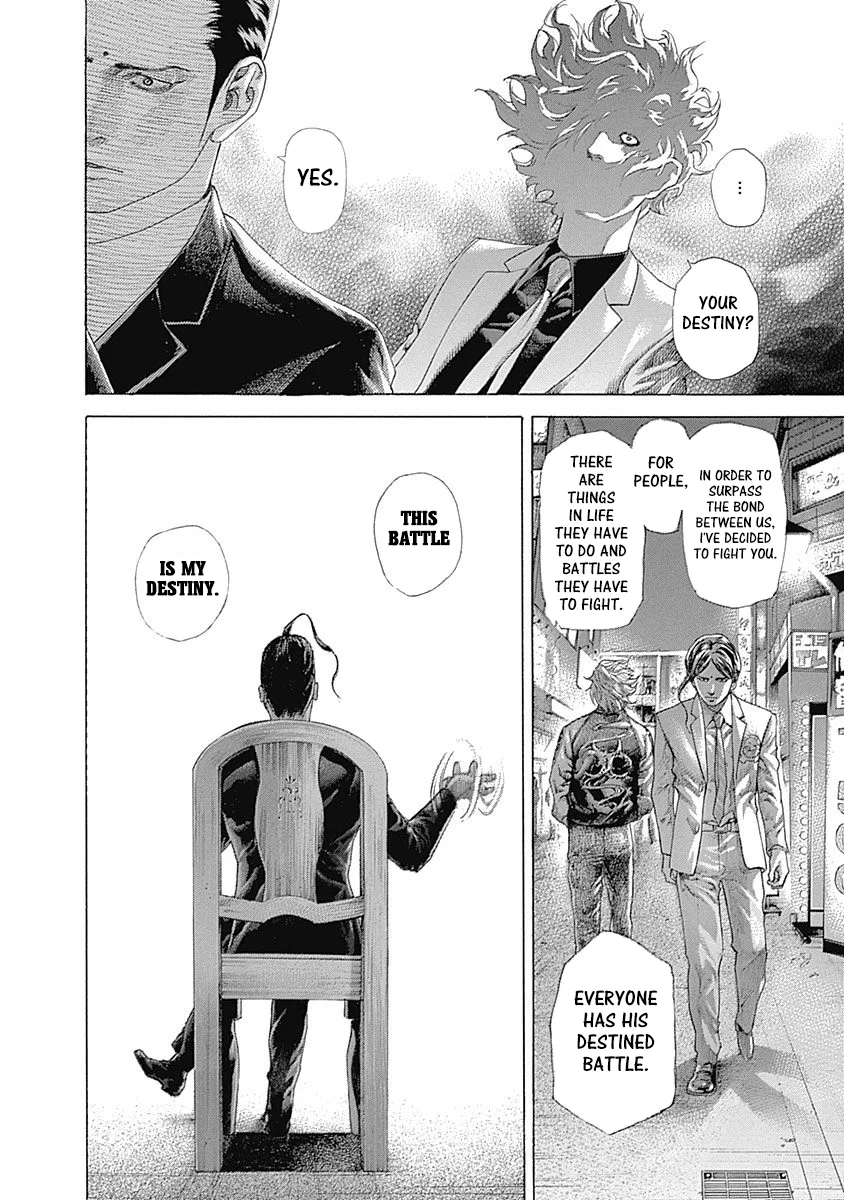 …
YOUR
DESTINY?
YES.
IN ORDER TO
SURPASS
THE BOND
BETWEEN US,
I'VE DECIDED
TO FIGHT YOU.
FOR
PEOPLE,
THERE
ARE
THINGS
IN LIFE
THEY HAVE
TO DO AND
BATTLES
THEY HAVE
TO FIGHT.
EVERYONE
HAS HIS
DESTINED
BATTLE.
THIS
BATTLE
IS MY
DESTINY.